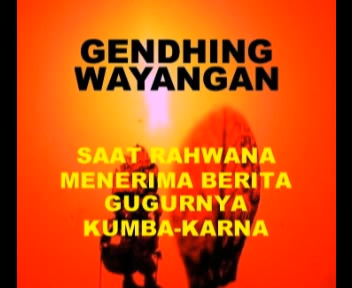 GENDHING
WAYANGAN
SAAT RAHWANA
MENERIMA BERITA
GUGURNYA
KUMBA-KARNA